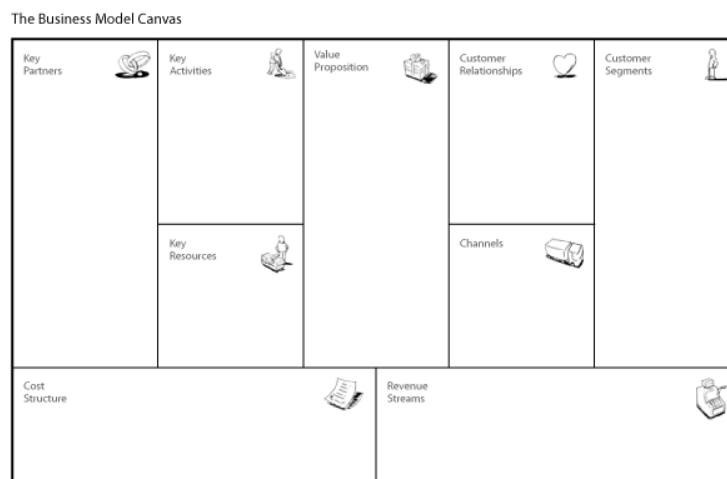 The Business Model Canvas
Key
Partners
Key
Activities
Value
Proposition
Customer
Relationships
Customer
Segments
Key
Resources
Channels
Cost
Structure
Revenue
Streams